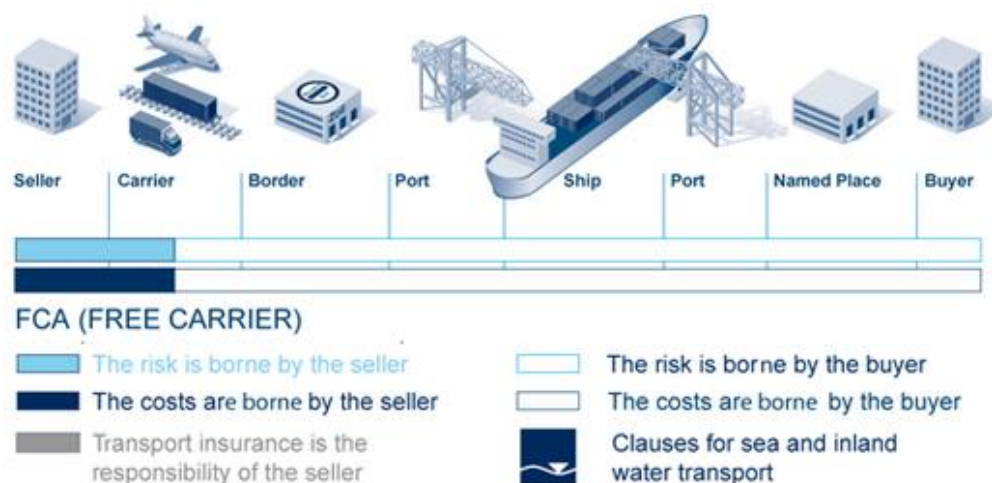 Seller Carrier Border Port Ship Port Named Place Buyer
FCA (FREE CARRIER)
The risk is borne by the seller
The costs are borne by the seller
Transport insurance is the
responsibility of the seller
The risk is borne by the buyer
The costs are borne by the buyer
Clauses for sea and inland
water transport